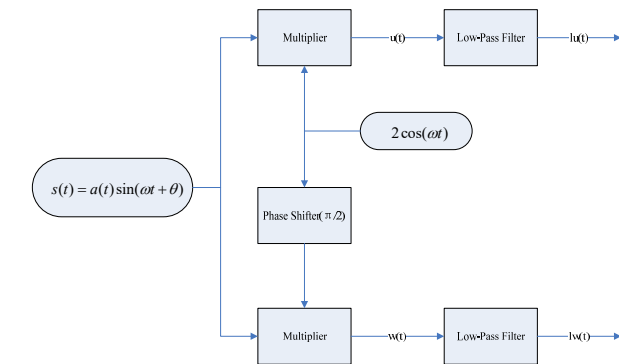 Multiplier
u(t)
Low-Pass Filter
lu(t)
2cos(ωt)
s(t) = a(t)sin(ωt + θ)
Phase Shifter(π/2)
Multiplier
w(t)
Low-Pass Filter
lw(t)